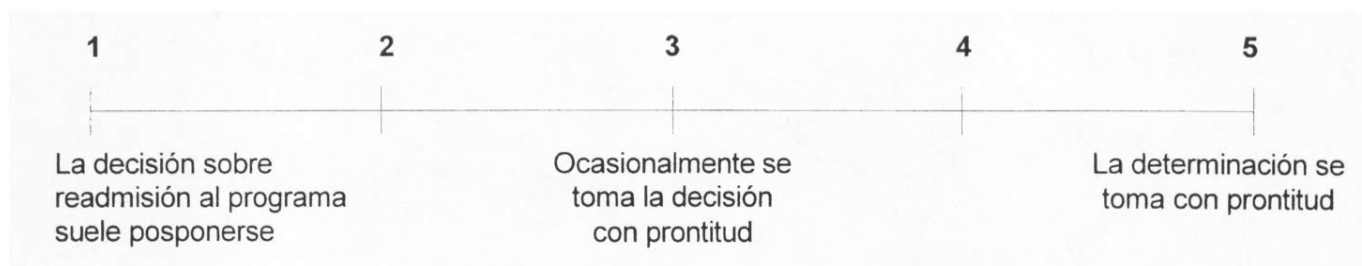 1 2 3 4 5
La decisión sobre
readmisión al programa
suele posponerse
Ocasionalmente se
toma la decisión
con prontitud
La determinación se
toma con prontitud